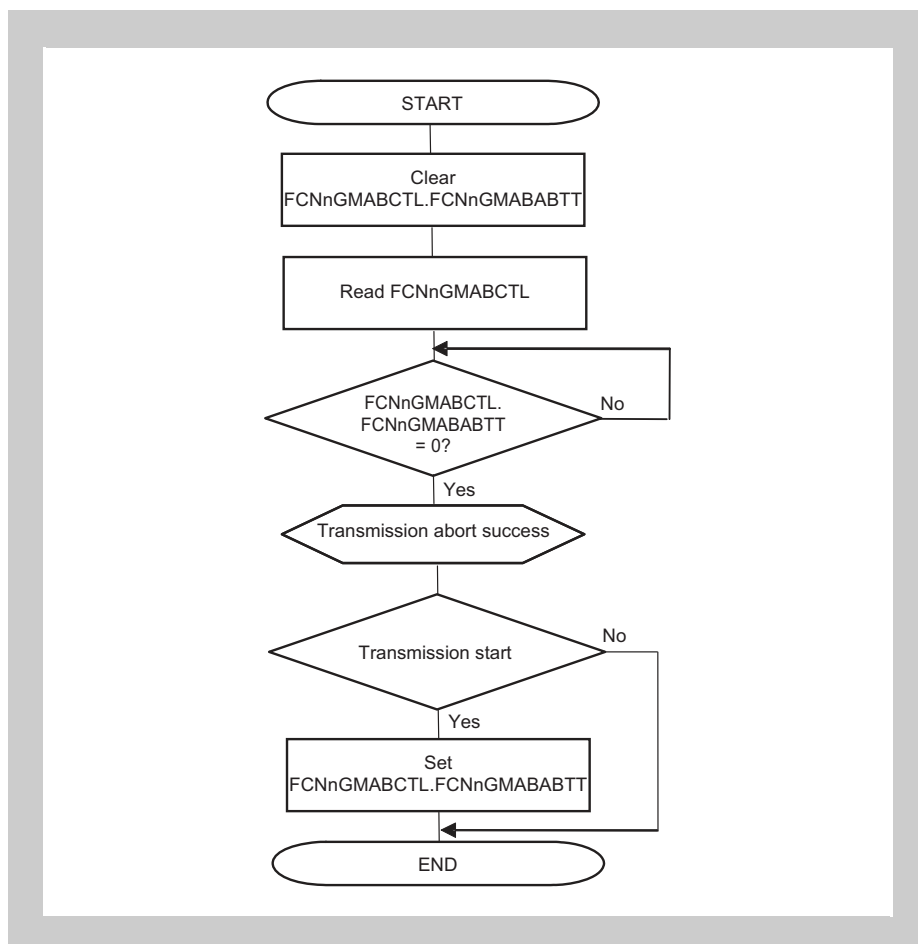 START
Clear
FCNnGMABCTL.FCNnGMABABTT
Read FCNnGMABCTL
FCNnGMABCTL.
FCNnGMABABTT
= 0?
No
Yes
Transmission abort success
Transmission start
No
Yes
Set
FCNnGMABCTL.FCNnGMABABTT
END